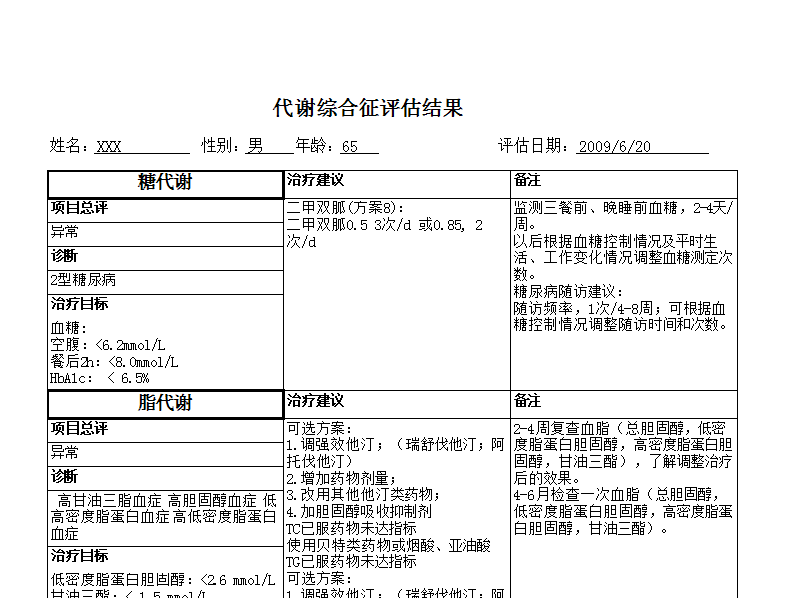 代谢综合征评估结果
姓名：XXX 性别：男 年龄：65 评估日期：2009/6/20
糖代谢
项目总评
异常
诊断
2型糖尿病
治疗目标
血糖：
空腹：<6.2mmol/L
餐后2h：<8.0mmol/L
HbA1c： < 6.5%
治疗建议
二甲双胍(方案8)：
二甲双胍0.5 3次/d 或0.85, 2
次/d
备注
监测三餐前、晚睡前血糖，2-4天/
周。
以后根据血糖控制情况及平时生
活、工作变化情况调整血糖测定次
数。
糖尿病随访建议：
随访频率，1次/4-8周；可根据血
糖控制情况调整随访时间和次数。
脂代谢
项目总评
异常
诊断
高甘油三脂血症 高胆固醇血症 低
高密度脂蛋白血症 高低密度脂蛋白
血症
治疗目标
低密度脂蛋白胆固醇：<2.6 mmol/L
甘油三酯：< 1.5 mmol/L
治疗建议
可选方案：
1.调强效他汀；（瑞舒伐他汀；阿
托伐他汀）
2.增加药物剂量；
3.改用其他他汀类药物；
4.加胆固醇吸收抑制剂
TC已服药物未达指标
使用贝特类药物或烟酸、亚油酸
TG已服药物未达指标
可选方案：
1.调强效他汀；（瑞舒伐他汀；阿
备注
2-4周复查血脂（总胆固醇，低密
度脂蛋白胆固醇，高密度脂蛋白胆
固醇，甘油三酯），了解调整治疗
后的效果。
4-6月检查一次血脂（总胆固醇，
低密度蛋白胆固醇，高密度脂蛋
白胆固醇，甘油三酯）。